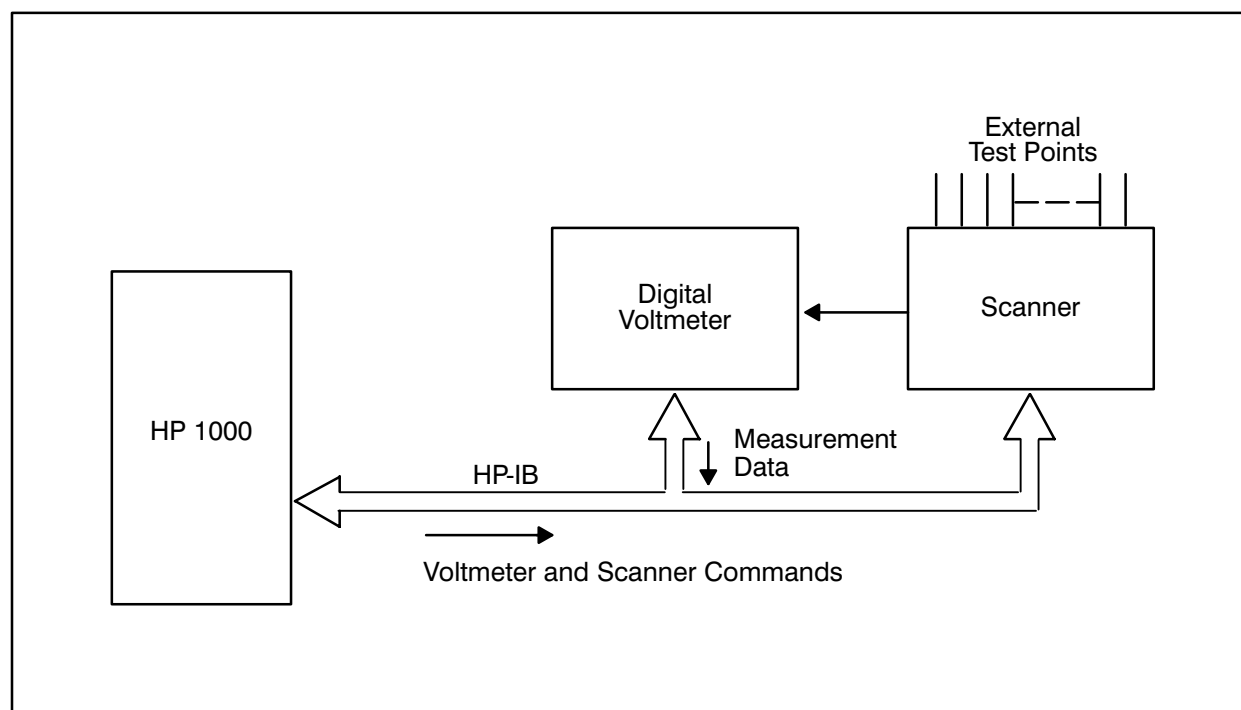 External
Test Points
Digital
Voltmeter
Scanner
HP 1000
Measurement
Data
HP-IB
Voltmeter and Scanner Commands